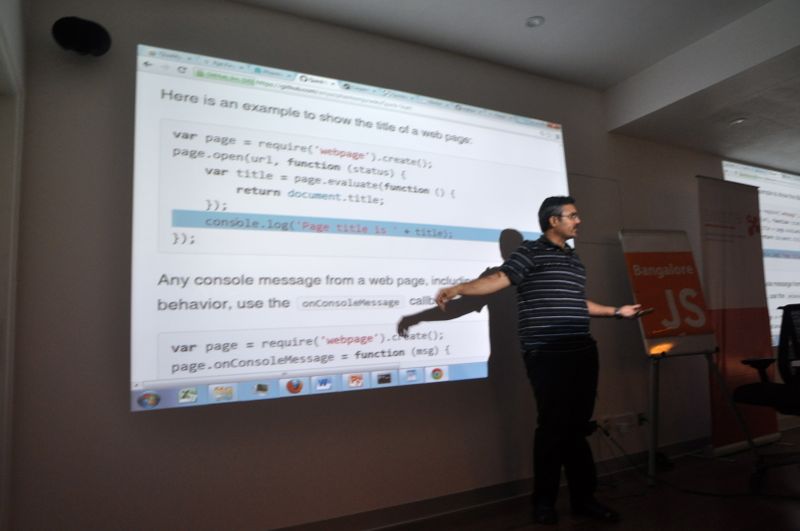 Here is an example to show the title of a web page:
var page = require('webpage').create();
page.open(url, function (status) {
var title = page.evaluate(function () {
return document.title;
});
console.log('Page title is ' + title);
});
Any console message from a web page, including
behavior, use the onConsoleMessage
var page = require('webpage').create();
page.onConsoleMessage = function (msg) {
Bangalore
JS